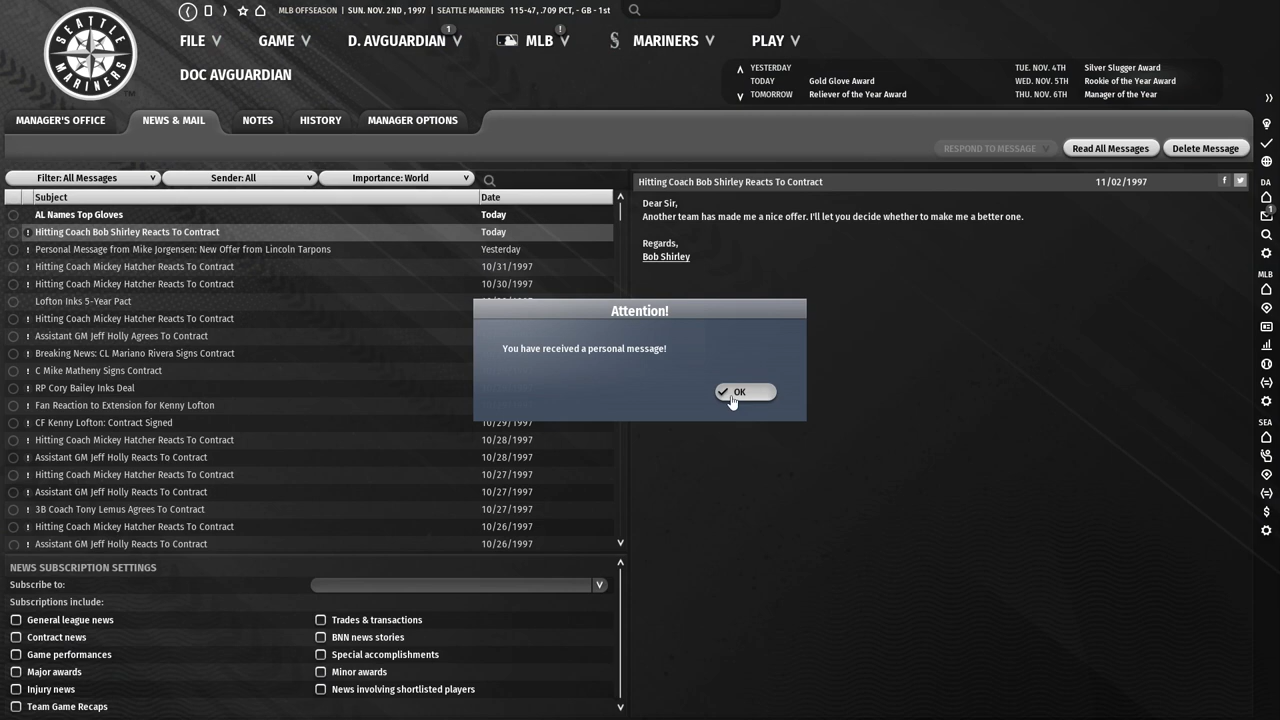 SEATTLE MARINERS
TM
MLB OFFSEASON | SUN. NOV. 2ND, 1997 | SEATTLE MARINERS 115-47, .709 PCT, - GB - 1st
FILE GAME D. AVGUARDIAN 1 MLB ! MARINERS PLAY
DOC AVGUARDIAN
YESTERDAY
TODAY Gold Glove Award
TOMORROW Reliever of the Year Award
TUE. NOV. 4TH Silver Slugger Award
WED. NOV. 5TH Rookie of the Year Award
THU. NOV. 6TH Manager of the Year
MANAGER'S OFFICE NEWS & MAIL NOTES HISTORY MANAGER OPTIONS
RESPOND TO MESSAGE Read All Messages Delete Message
Filter: All Messages Sender: All Importance: World
Subject Date
AL Names Top Gloves Today
! Hitting Coach Bob Shirley Reacts To Contract Today
! Personal Message from Mike Jorgensen: New Offer from Lincoln Tarpons Yesterday
! Hitting Coach Mickey Hatcher Reacts To Contract 10/31/1997
! Hitting Coach Mickey Hatcher Reacts To Contract 10/30/1997
Lofton Inks 5-Year Pact
! Hitting Coach Mickey Hatcher Reacts To Contract
! Assistant GM Jeff Holly Agrees To Contract
! Breaking News: CL Mariano Rivera Signs Contract
! C Mike Matheny Signs Contract
! RP Cory Bailey Inks Deal
! Fan Reaction to Extension for Kenny Lofton
! CF Kenny Lofton: Contract Signed 10/29/1997
! Hitting Coach Mickey Hatcher Reacts To Contract 10/28/1997
! Assistant GM Jeff Holly Reacts To Contract 10/28/1997
! Hitting Coach Mickey Hatcher Reacts To Contract 10/27/1997
! Assistant GM Jeff Holly Reacts To Contract 10/27/1997
! 3B Coach Tony Lemus Agrees To Contract 10/27/1997
! Hitting Coach Mickey Hatcher Reacts To Contract 10/26/1997
! Assistant GM Jeff Holly Reacts To Contract 10/26/1997
Hitting Coach Bob Shirley Reacts To Contract 11/02/1997
Dear Sir,
Another team has made me a nice offer. I'll let you decide whether to make me a better one.
Regards,
Bob Shirley
Attention!
You have received a personal message!
OK
NEWS SUBSCRIPTION SETTINGS
Subscribe to:
Subscriptions include:
General league news Trades & transactions
Contract news BNN news stories
Game performances Special accomplishments
Major awards Minor awards
Injury news News involving shortlisted players
Team Game Recaps
DA
1
MLB
SEA